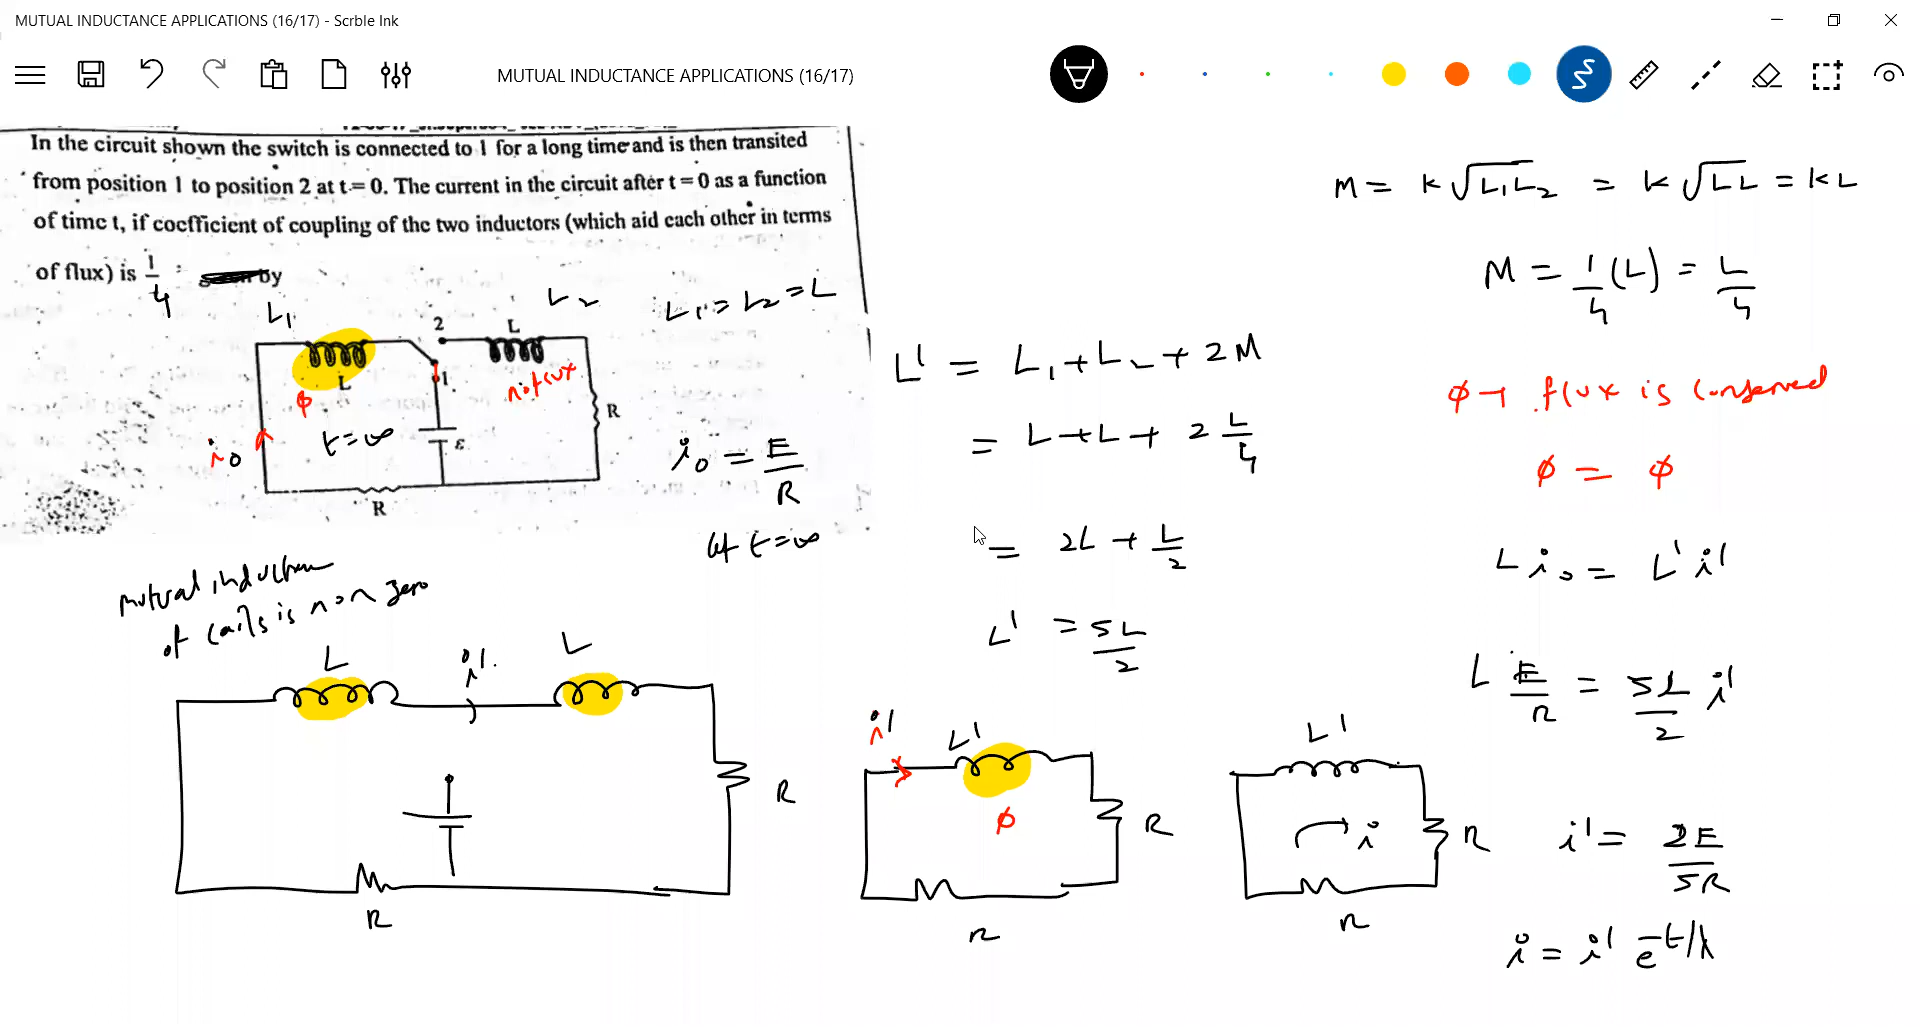 MUTUAL INDUCTANCE APPLICATIONS (16/17) - Scrble Ink
MUTUAL INDUCTANCE APPLICATIONS (16/17)
In the circuit shown the switch is connected to 1 for a long time and is then transited
from position 1 to position 2 at t = 0. The current in the circuit after t = 0 as a function
of time t, if coefficient of coupling of the two inductors (which aid each other in terms
of flux) is 1/4 by
L₁
L₂
L₁ = L₂ = L
2
L
L
1
not flux
ϕ
R
i₀
t = ∞
ε
R
i₀ = E/R
at t = ∞
mutual induction
of coils is non zero
L
i'
L
R
R
M = K√L₁L₂ = K√LL = KL
M = 1/4 (L) = L/4
L' = L₁ + L₂ + 2M
= L + L + 2 L/4
= 2L + L/2
L' = 5L/2
ϕ → flux is conserved
ϕ = ϕ
L i₀ = L' i'
L E/R = 5L/2 i'
i' = 2E/5R
i = i' e^-t/λ
i'
L'
ϕ
R
R
L'
i
R
R